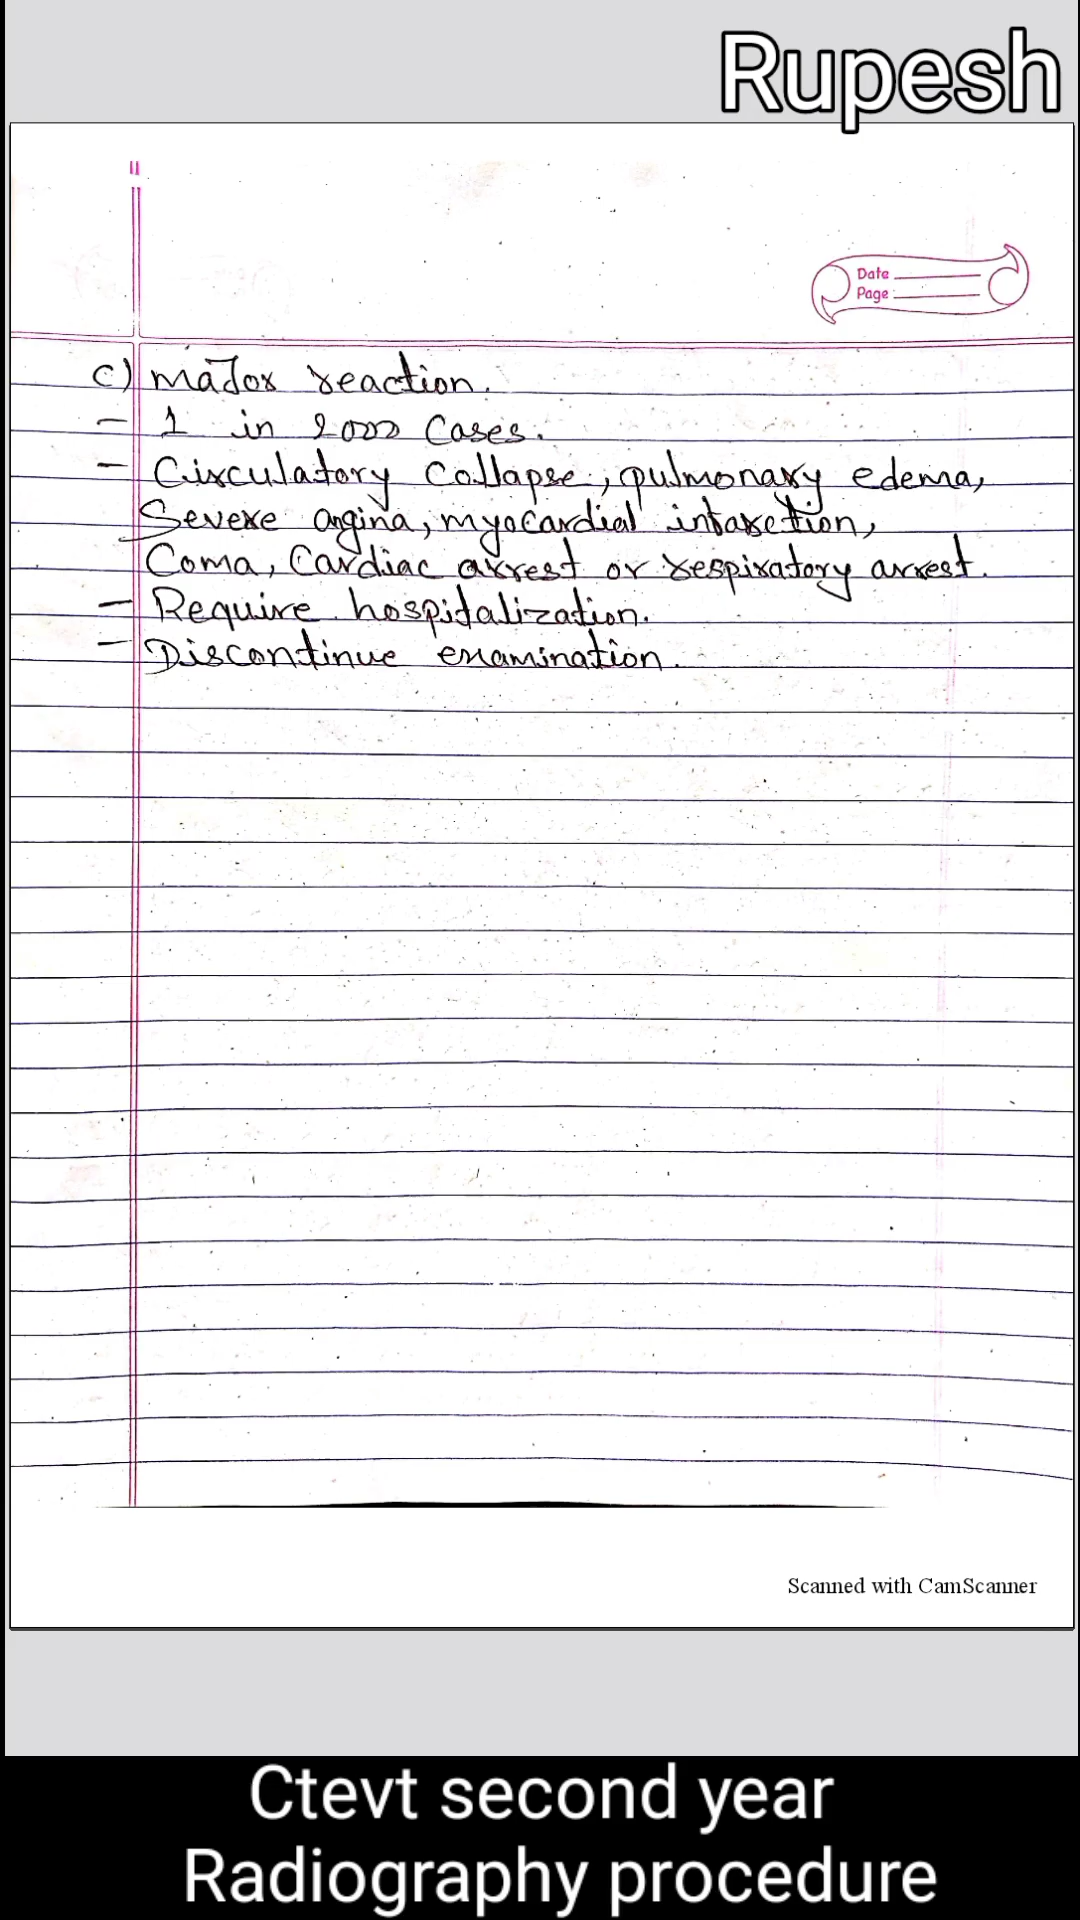 Rupesh
Date
Page
c) major reaction.
- 1 in 2000 Cases.
- Circulatory Collapse, pulmonary edema,
Severe angina, myocardial infarction,
Coma, Cardiac arrest or respiratory arrest.
- Require hospitalization.
- Discontinue examination.
Scanned with CamScanner
Ctevt second year
Radiography procedure